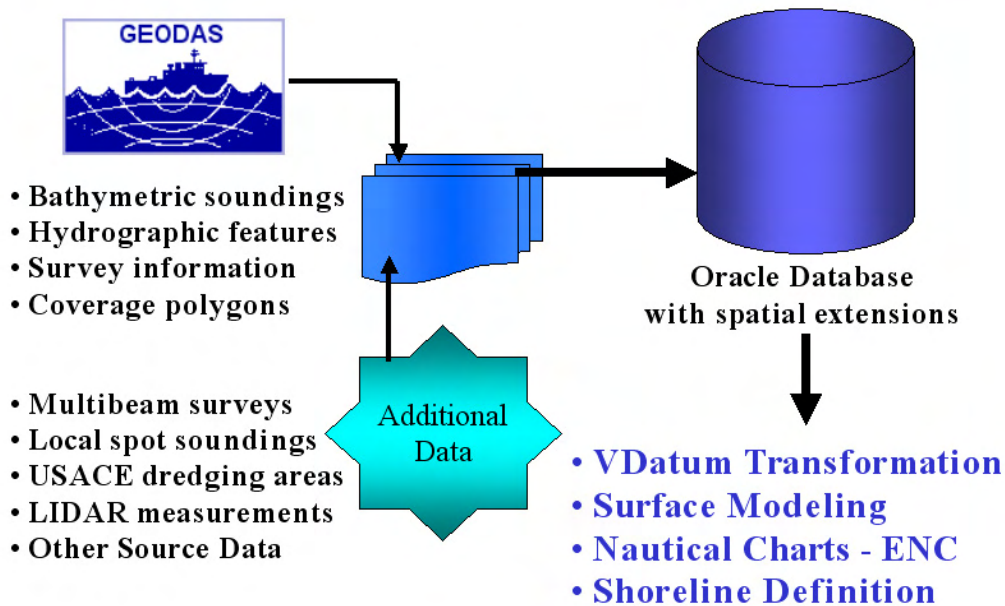 GEODAS
• Bathymetric soundings
• Hydrographic features
• Survey information
• Coverage polygons
Oracle Database
with spatial extensions
• Multibeam surveys
• Local spot soundings
• USACE dredging areas
• LIDAR measurements
• Other Source Data
Additional
Data
• VDatum Transformation
• Surface Modeling
• Nautical Charts - ENC
• Shoreline Definition